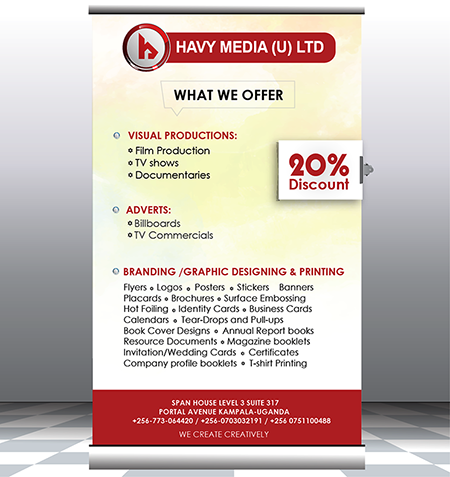 HAVY MEDIA (U) LTD
WHAT WE OFFER
VISUAL PRODUCTIONS:
Film Production
TV shows
Documentaries
20%
Discount
ADVERTS:
Billboards
TV Commercials
BRANDING /GRAPHIC DESIGNING & PRINTING
Flyers Logos Posters Stickers Banners
Placards Brochures Surface Embossing
Hot Foiling Identity Cards Business Cards
Calendars Tear-Drops and Pull-ups
Book Cover Designs Annual Report books
Resource Documents Magazine booklets
Invitation/Wedding Cards Certificates
Company profile booklets T-shirt Printing
SPAN HOUSE LEVEL 3 SUITE 317
PORTAL AVENUE KAMPALA-UGANDA
+256-773-064420 / +256-0703032191 / +256 0751100488
WE CREATE CREATIVELY